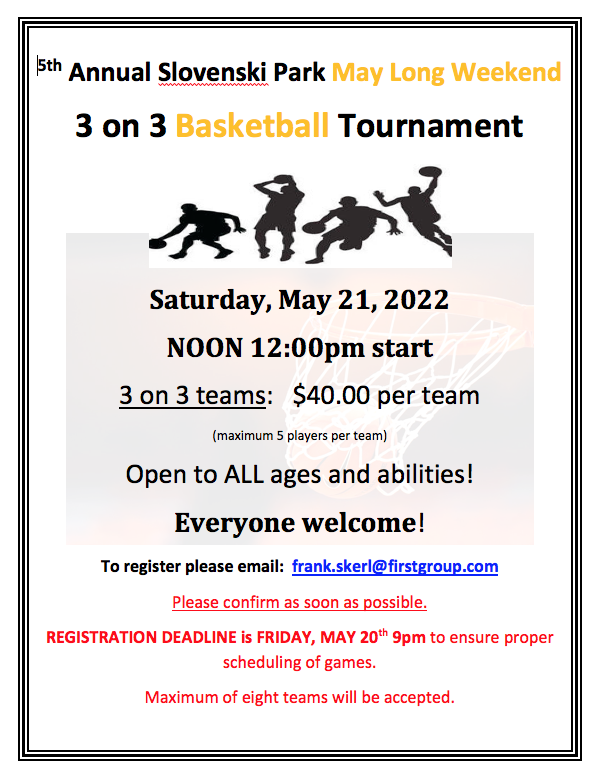 5th Annual Slovenski Park May Long Weekend
3 on 3 Basketball Tournament
Saturday, May 21, 2022
NOON 12:00pm start
3 on 3 teams:   $40.00 per team
(maximum 5 players per team)
Open to ALL ages and abilities!
Everyone welcome!
To register please email:  frank.skerl@firstgroup.com
Please confirm as soon as possible.
REGISTRATION DEADLINE is FRIDAY, MAY 20th 9pm to ensure proper
scheduling of games.
Maximum of eight teams will be accepted.